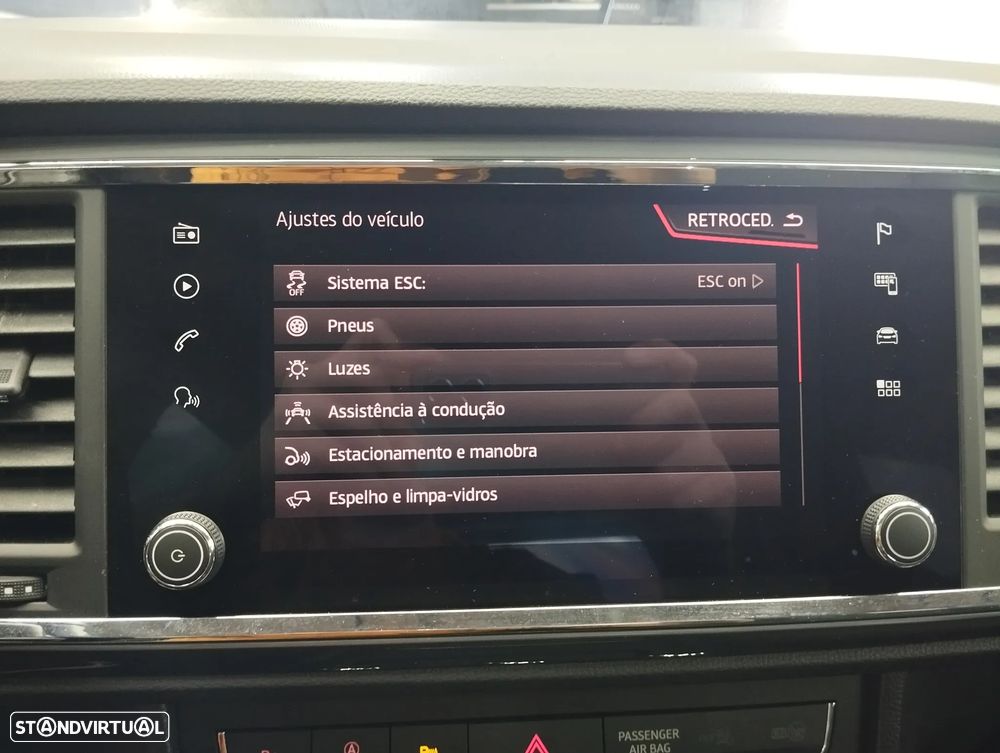 Ajustes do veículo
RETROCED.
OFF
Sistema ESC:
ESC on
Pneus
Luzes
Assistência à condução
Estacionamento e manobra
Espelho e limpa-vidros
PASSENGER
AIR BAG
STANDVIRTUAL